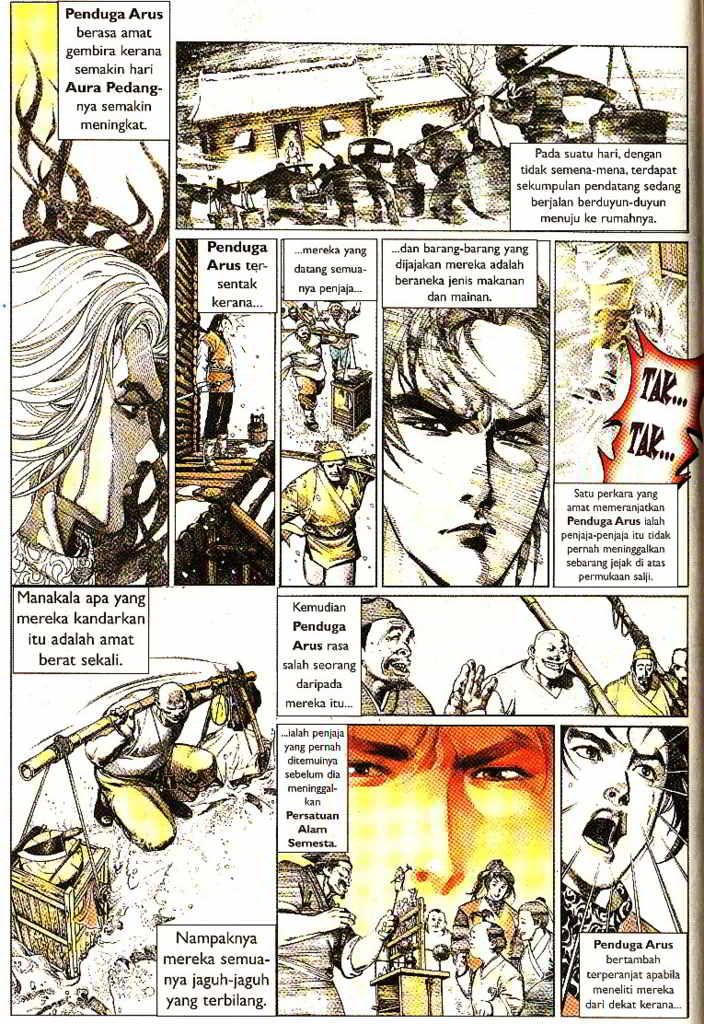 Penduga Arus
berasa amat
gembira kerana
semakin hari
Aura Pedang-
nya semakin
meningkat.
Pada suatu hari, dengan
tidak semena-mena, terdapat
sekumpulan pendatang sedang
berjalan berduyun-duyun
menuju ke rumahnya.
Penduga
Arus ter-
sentak
kerana...
...mereka yang
datang semua-
nya penjaja...
...dan barang-barang yang
dijajakan mereka adalah
beraneka jenis makanan
dan mainan.
TAK...
TAK...
Satu perkara yang
amat memeranjatkan
Penduga Arus ialah
penjaja-penjaja itu tidak
pernah meninggalkan
sebarang jejak di atas
permukaan salji.
Manakala apa yang
mereka kandarkan
itu adalah amat
berat sekali.
Nampaknya
mereka semua-
nya jaguh-jaguh
yang terbilang.
Kemudian
Penduga
Arus rasa
salah seorang
daripada
mereka itu...
...ialah penjaja
yang pernah
ditemuinya
sebelum dia
meninggal-
kan
Persatuan
Alam
Semesta.
Penduga Arus
bertambah
terperanjat apabila
meneliti mereka
dari dekat kerana...